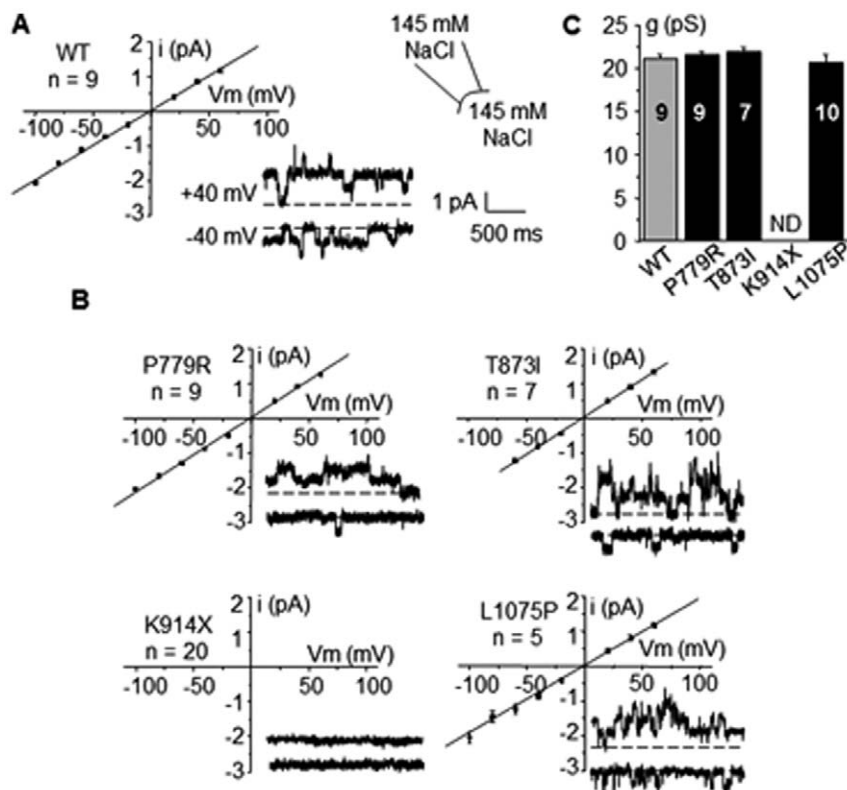 A
WT
n = 9
i (pA)
2
1
Vm (mV)
-100
-50
50
100
-1
-2
-3
+40 mV
-40 mV
145 mM
NaCl
145 mM
NaCl
1 pA
500 ms
C
g (pS)
25
20
15
10
5
0
9
9
7
ND
10
WT
P779R
T873I
K914X
L1075P
B
P779R
n = 9
2
i (pA)
1
Vm (mV)
-100
-50
50
100
-1
-2
-3
T873I
n = 7
2
i (pA)
1
Vm (mV)
-100
-50
50
100
-1
-2
-3
K914X
n = 20
2
i (pA)
1
Vm (mV)
-100
-50
50
100
-1
-2
-3
L1075P
n = 5
2
i (pA)
1
Vm (mV)
-100
-50
50
100
-1
-2
-3